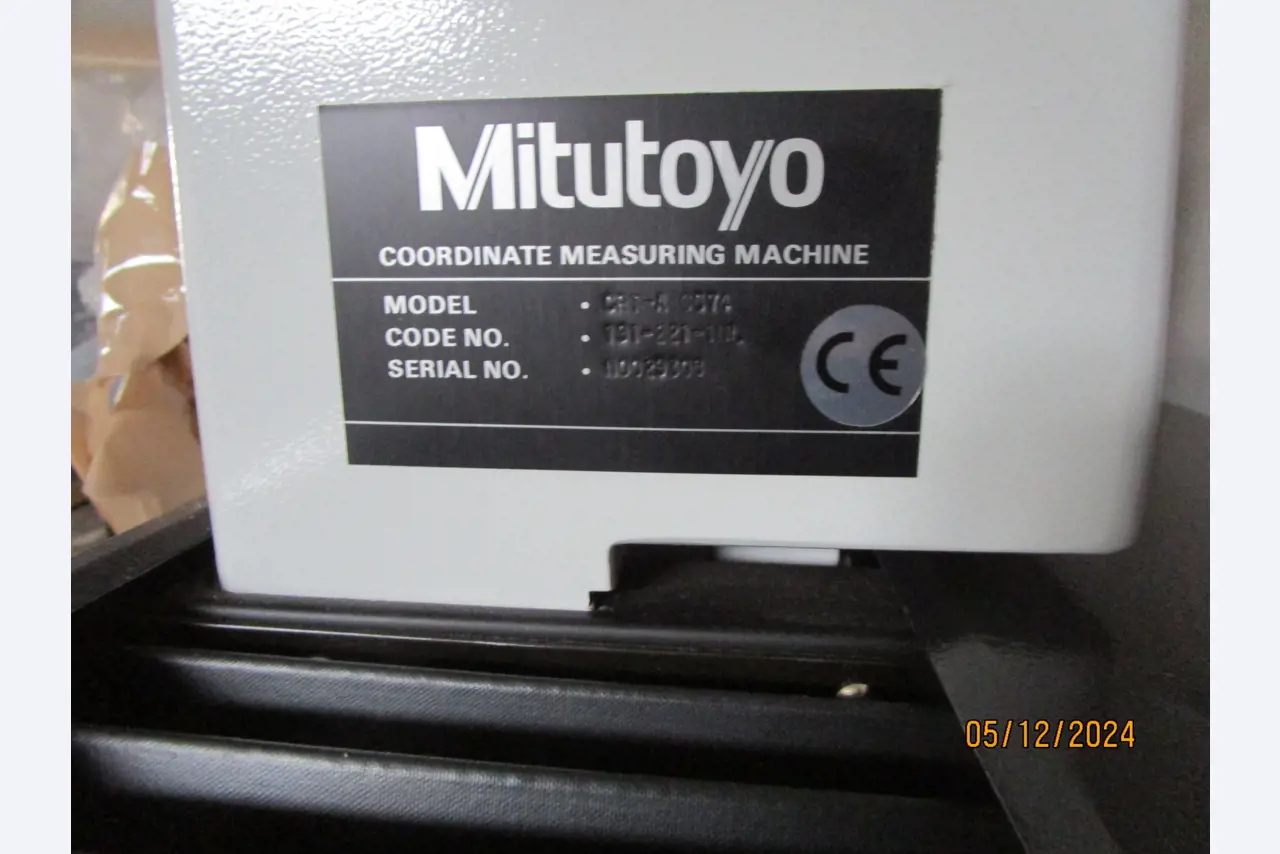 Mitutoyo
COORDINATE MEASURING MACHINE
MODEL •
CODE NO. •
SERIAL NO. •
CE
05/12/2024